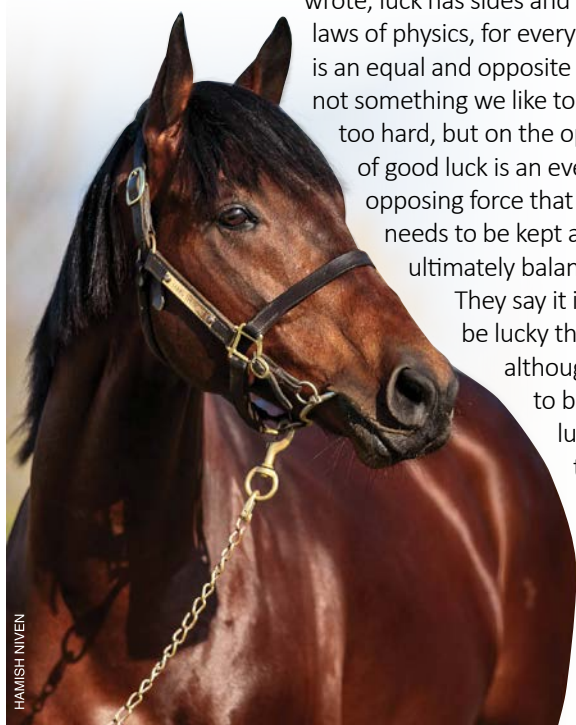 wrote, luck has sides and
laws of physics, for every
is an equal and opposite
not something we like to
too hard, but on the op
of good luck is an eve
opposing force that
needs to be kept a
ultimately balan
They say it i
be lucky th
althoug
to b
lu
HAMISH NIVEN